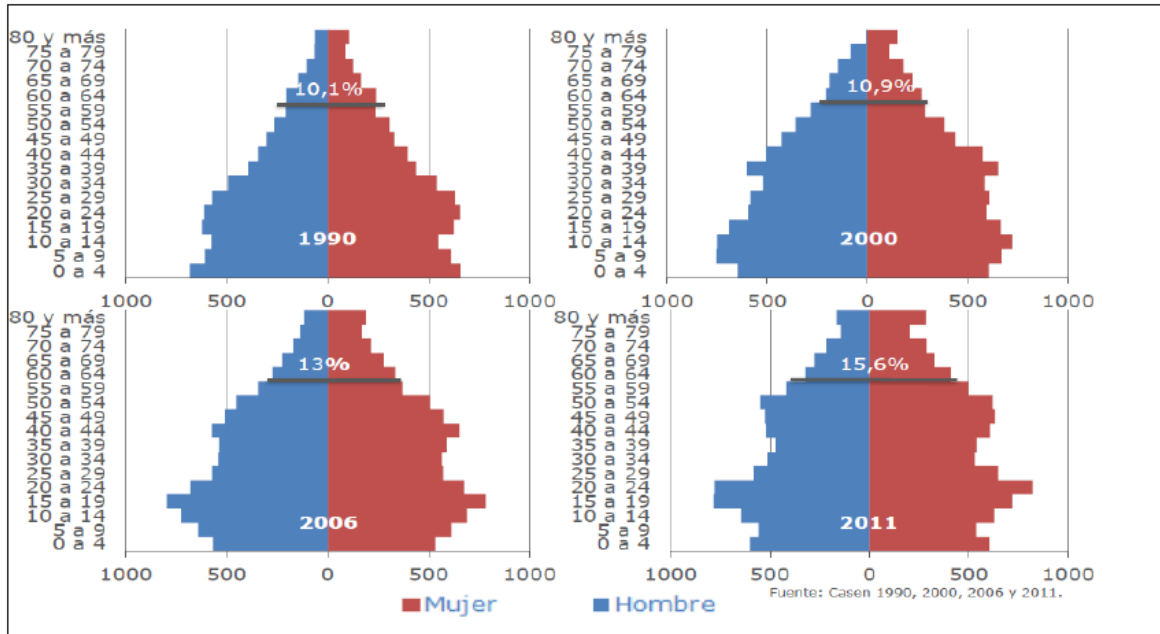 80 y más
75 a 79
70 a 74
65 a 69
60 a 64
55 a 59
50 a 54
45 a 49
40 a 44
35 a 39
30 a 34
25 a 29
20 a 24
15 a 19
10 a 14
5 a 9
0 a 4
10,1%
1990
1000 500 0 500 1000
80 y más
75 a 79
70 a 74
65 a 69
60 a 64
55 a 59
50 a 54
45 a 49
40 a 44
35 a 39
30 a 34
25 a 29
20 a 24
15 a 19
10 a 14
5 a 9
0 a 4
10,9%
2000
1000 500 0 500 1000
80 y más
75 a 79
70 a 74
65 a 69
60 a 64
55 a 59
50 a 54
45 a 49
40 a 44
35 a 39
30 a 34
25 a 29
20 a 24
15 a 19
10 a 14
5 a 9
0 a 4
13%
2006
1000 500 0 500 1000
80 y más
75 a 79
70 a 74
65 a 69
60 a 64
55 a 59
50 a 54
45 a 49
40 a 44
35 a 39
30 a 34
25 a 29
20 a 24
15 a 19
10 a 14
5 a 9
0 a 4
15,6%
2011
1000 500 0 500 1000
Mujer Hombre
Fuente: Casen 1990, 2000, 2006 y 2011.